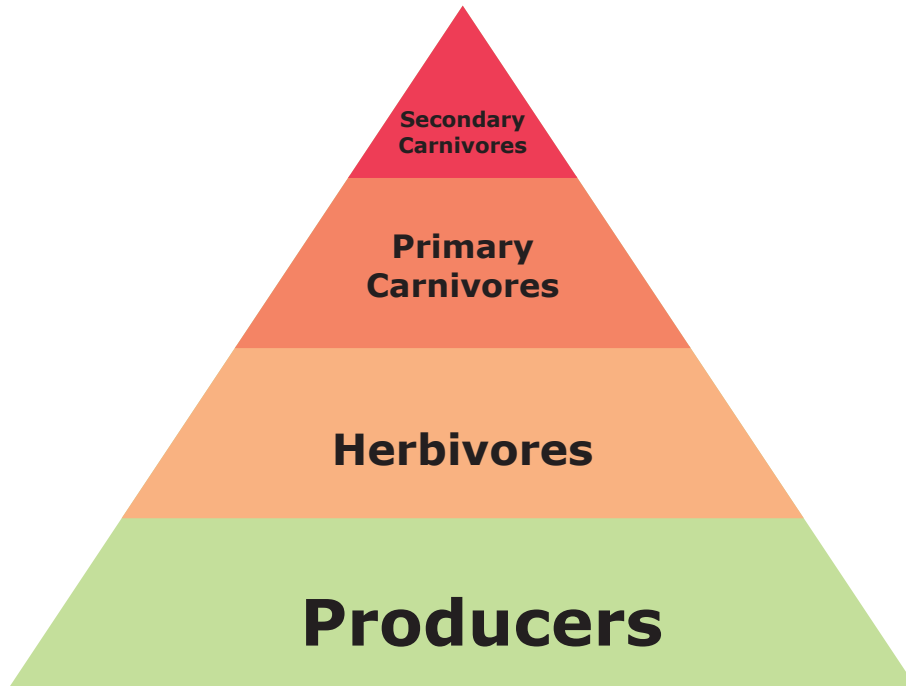 Secondary
Carnivores
Primary
Carnivores
Herbivores
Producers